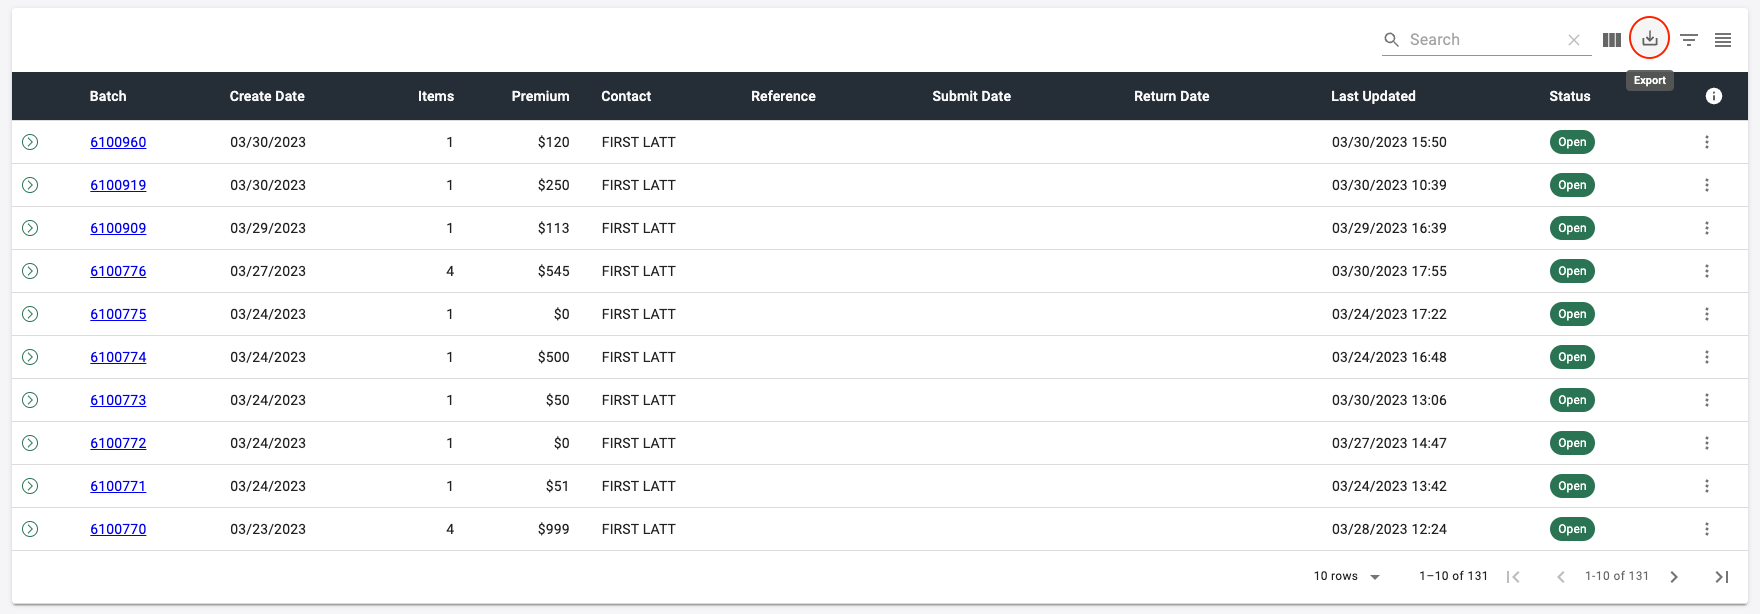 Search
Export
Batch Create Date Items Premium Contact Reference Submit Date Return Date Last Updated Status
6100960 03/30/2023 1 $120 FIRST LATT 03/30/2023 15:50 Open
6100919 03/30/2023 1 $250 FIRST LATT 03/30/2023 10:39 Open
6100909 03/29/2023 1 $113 FIRST LATT 03/29/2023 16:39 Open
6100776 03/27/2023 4 $545 FIRST LATT 03/30/2023 17:55 Open
6100775 03/24/2023 1 $0 FIRST LATT 03/24/2023 17:22 Open
6100774 03/24/2023 1 $500 FIRST LATT 03/24/2023 16:48 Open
6100773 03/24/2023 1 $50 FIRST LATT 03/30/2023 13:06 Open
6100772 03/24/2023 1 $0 FIRST LATT 03/27/2023 14:47 Open
6100771 03/24/2023 1 $51 FIRST LATT 03/24/2023 13:42 Open
6100770 03/23/2023 4 $999 FIRST LATT 03/28/2023 12:24 Open
10 rows 1–10 of 131 1-10 of 131